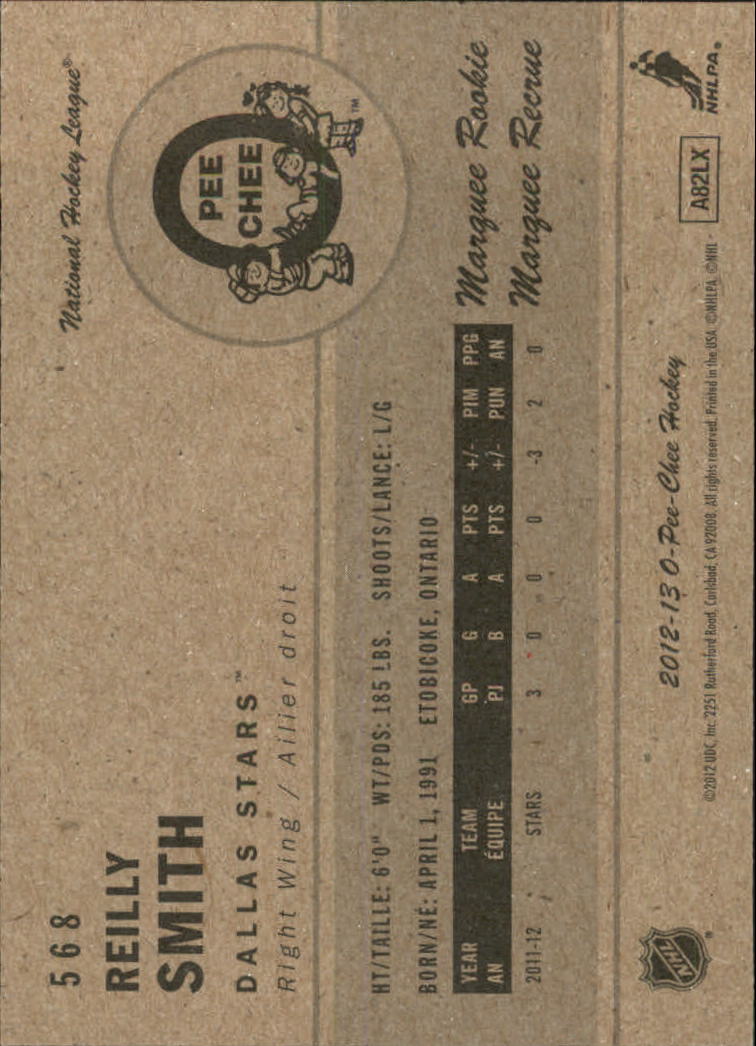 568
National Hockey League®
REILLY
SMITH
DALLAS STARS™
Right Wing / Ailier droit
O
PEE
CHEE
™
HT/TAILLE: 6'0" WT/PDS: 185 LBS. SHOOTS/LANCE: L/G
BORN/NÉ: APRIL 1, 1991 ETOBICOKE, ONTARIO
YEAR TEAM GP G A PTS +/- PIM PPG
AN ÉQUIPE PJ B A PTS +/- PUN AN
2011-12 STARS 3 0 0 0 -3 2 0
Marquee Rookie
Marquee Recrue
NHL®
2012-13 O-Pee-Chee Hockey
©2012 UDC, Inc. 2251 Rutherford Road, Carlsbad, CA 92008. All rights reserved. Printed in the USA. ©NHLPA. ©NHL.
A82LX
NHLPA®